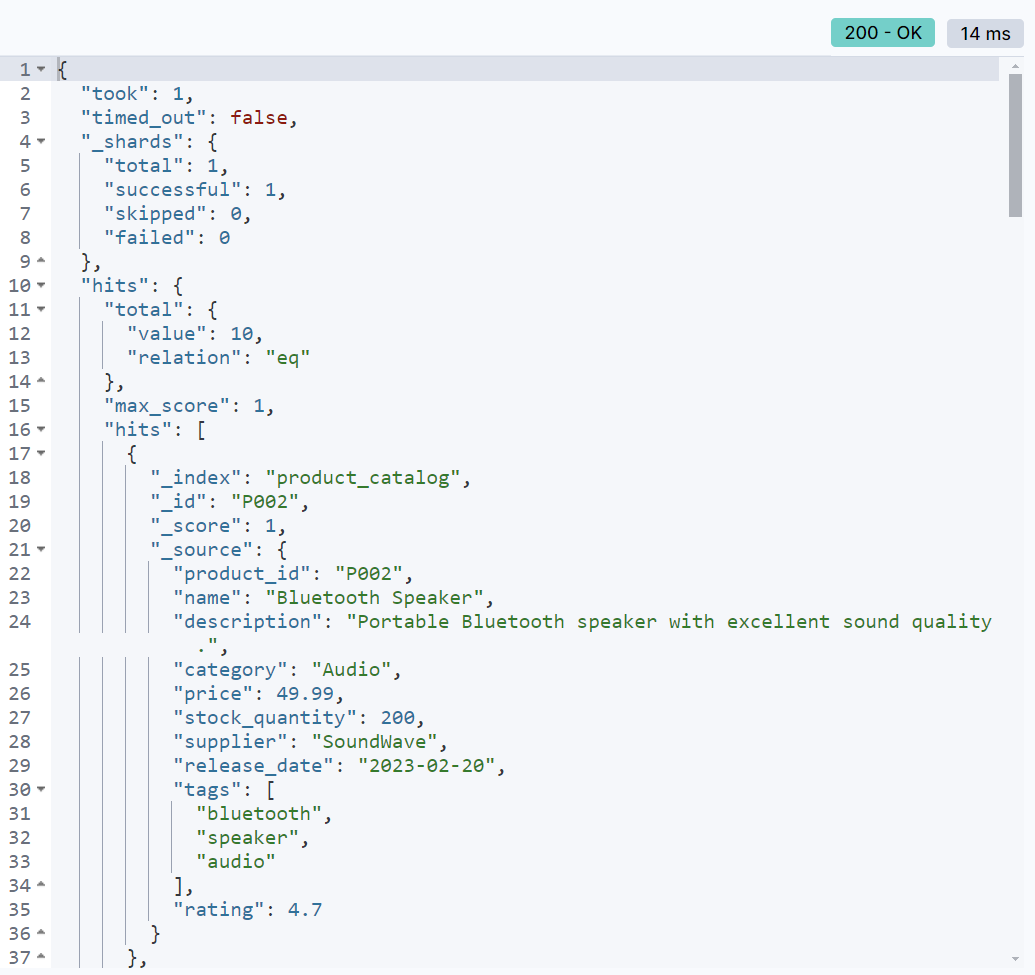 200 - OK 14 ms
1 {
2 "took": 1,
3 "timed_out": false,
4 "_shards": {
5 "total": 1,
6 "successful": 1,
7 "skipped": 0,
8 "failed": 0
9 },
10 "hits": {
11 "total": {
12 "value": 10,
13 "relation": "eq"
14 },
15 "max_score": 1,
16 "hits": [
17 {
18 "_index": "product_catalog",
19 "_id": "P002",
20 "_score": 1,
21 "_source": {
22 "product_id": "P002",
23 "name": "Bluetooth Speaker",
24 "description": "Portable Bluetooth speaker with excellent sound quality
.",
25 "category": "Audio",
26 "price": 49.99,
27 "stock_quantity": 200,
28 "supplier": "SoundWave",
29 "release_date": "2023-02-20",
30 "tags": [
31 "bluetooth",
32 "speaker",
33 "audio"
34 ],
35 "rating": 4.7
36 }
37 },